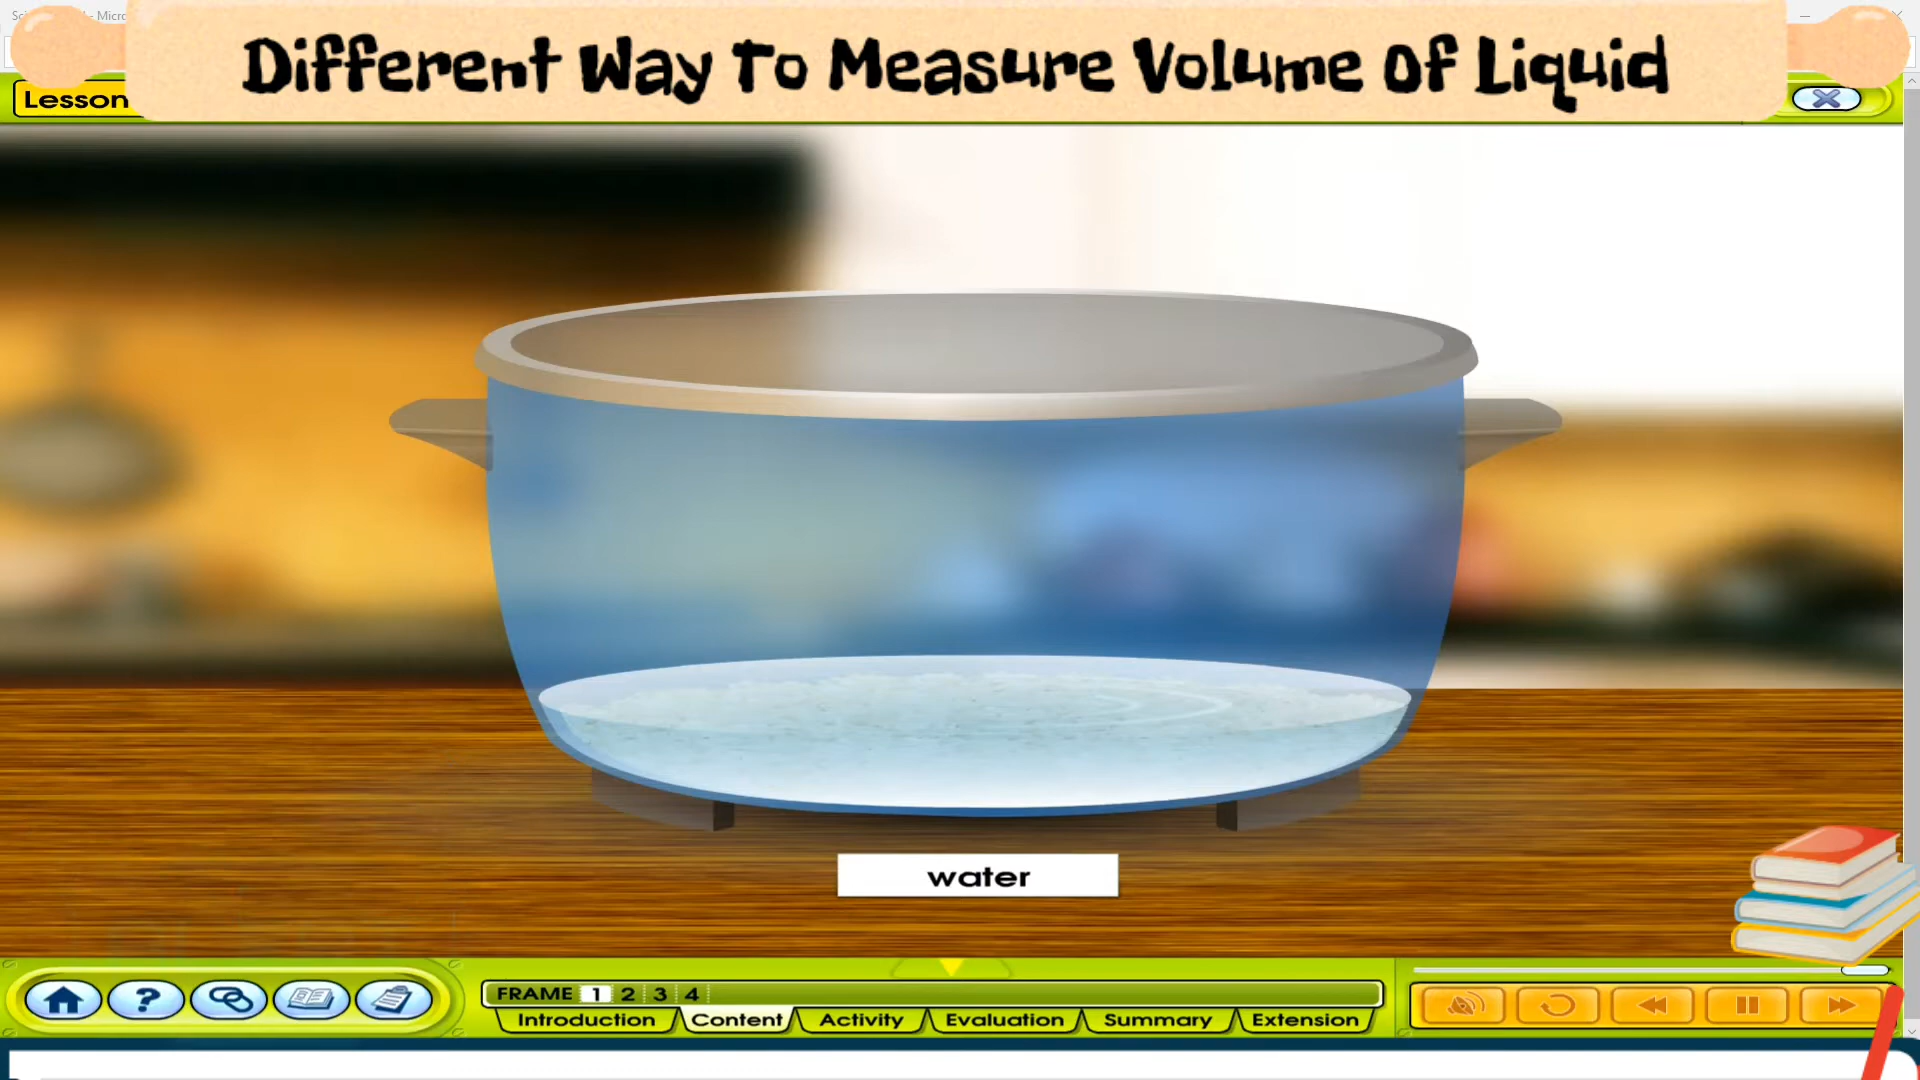 Different Way To Measure Volume Of Liquid
Lesson
water
FRAME 1 2 3 4
Introduction Content Activity Evaluation Summary Extension